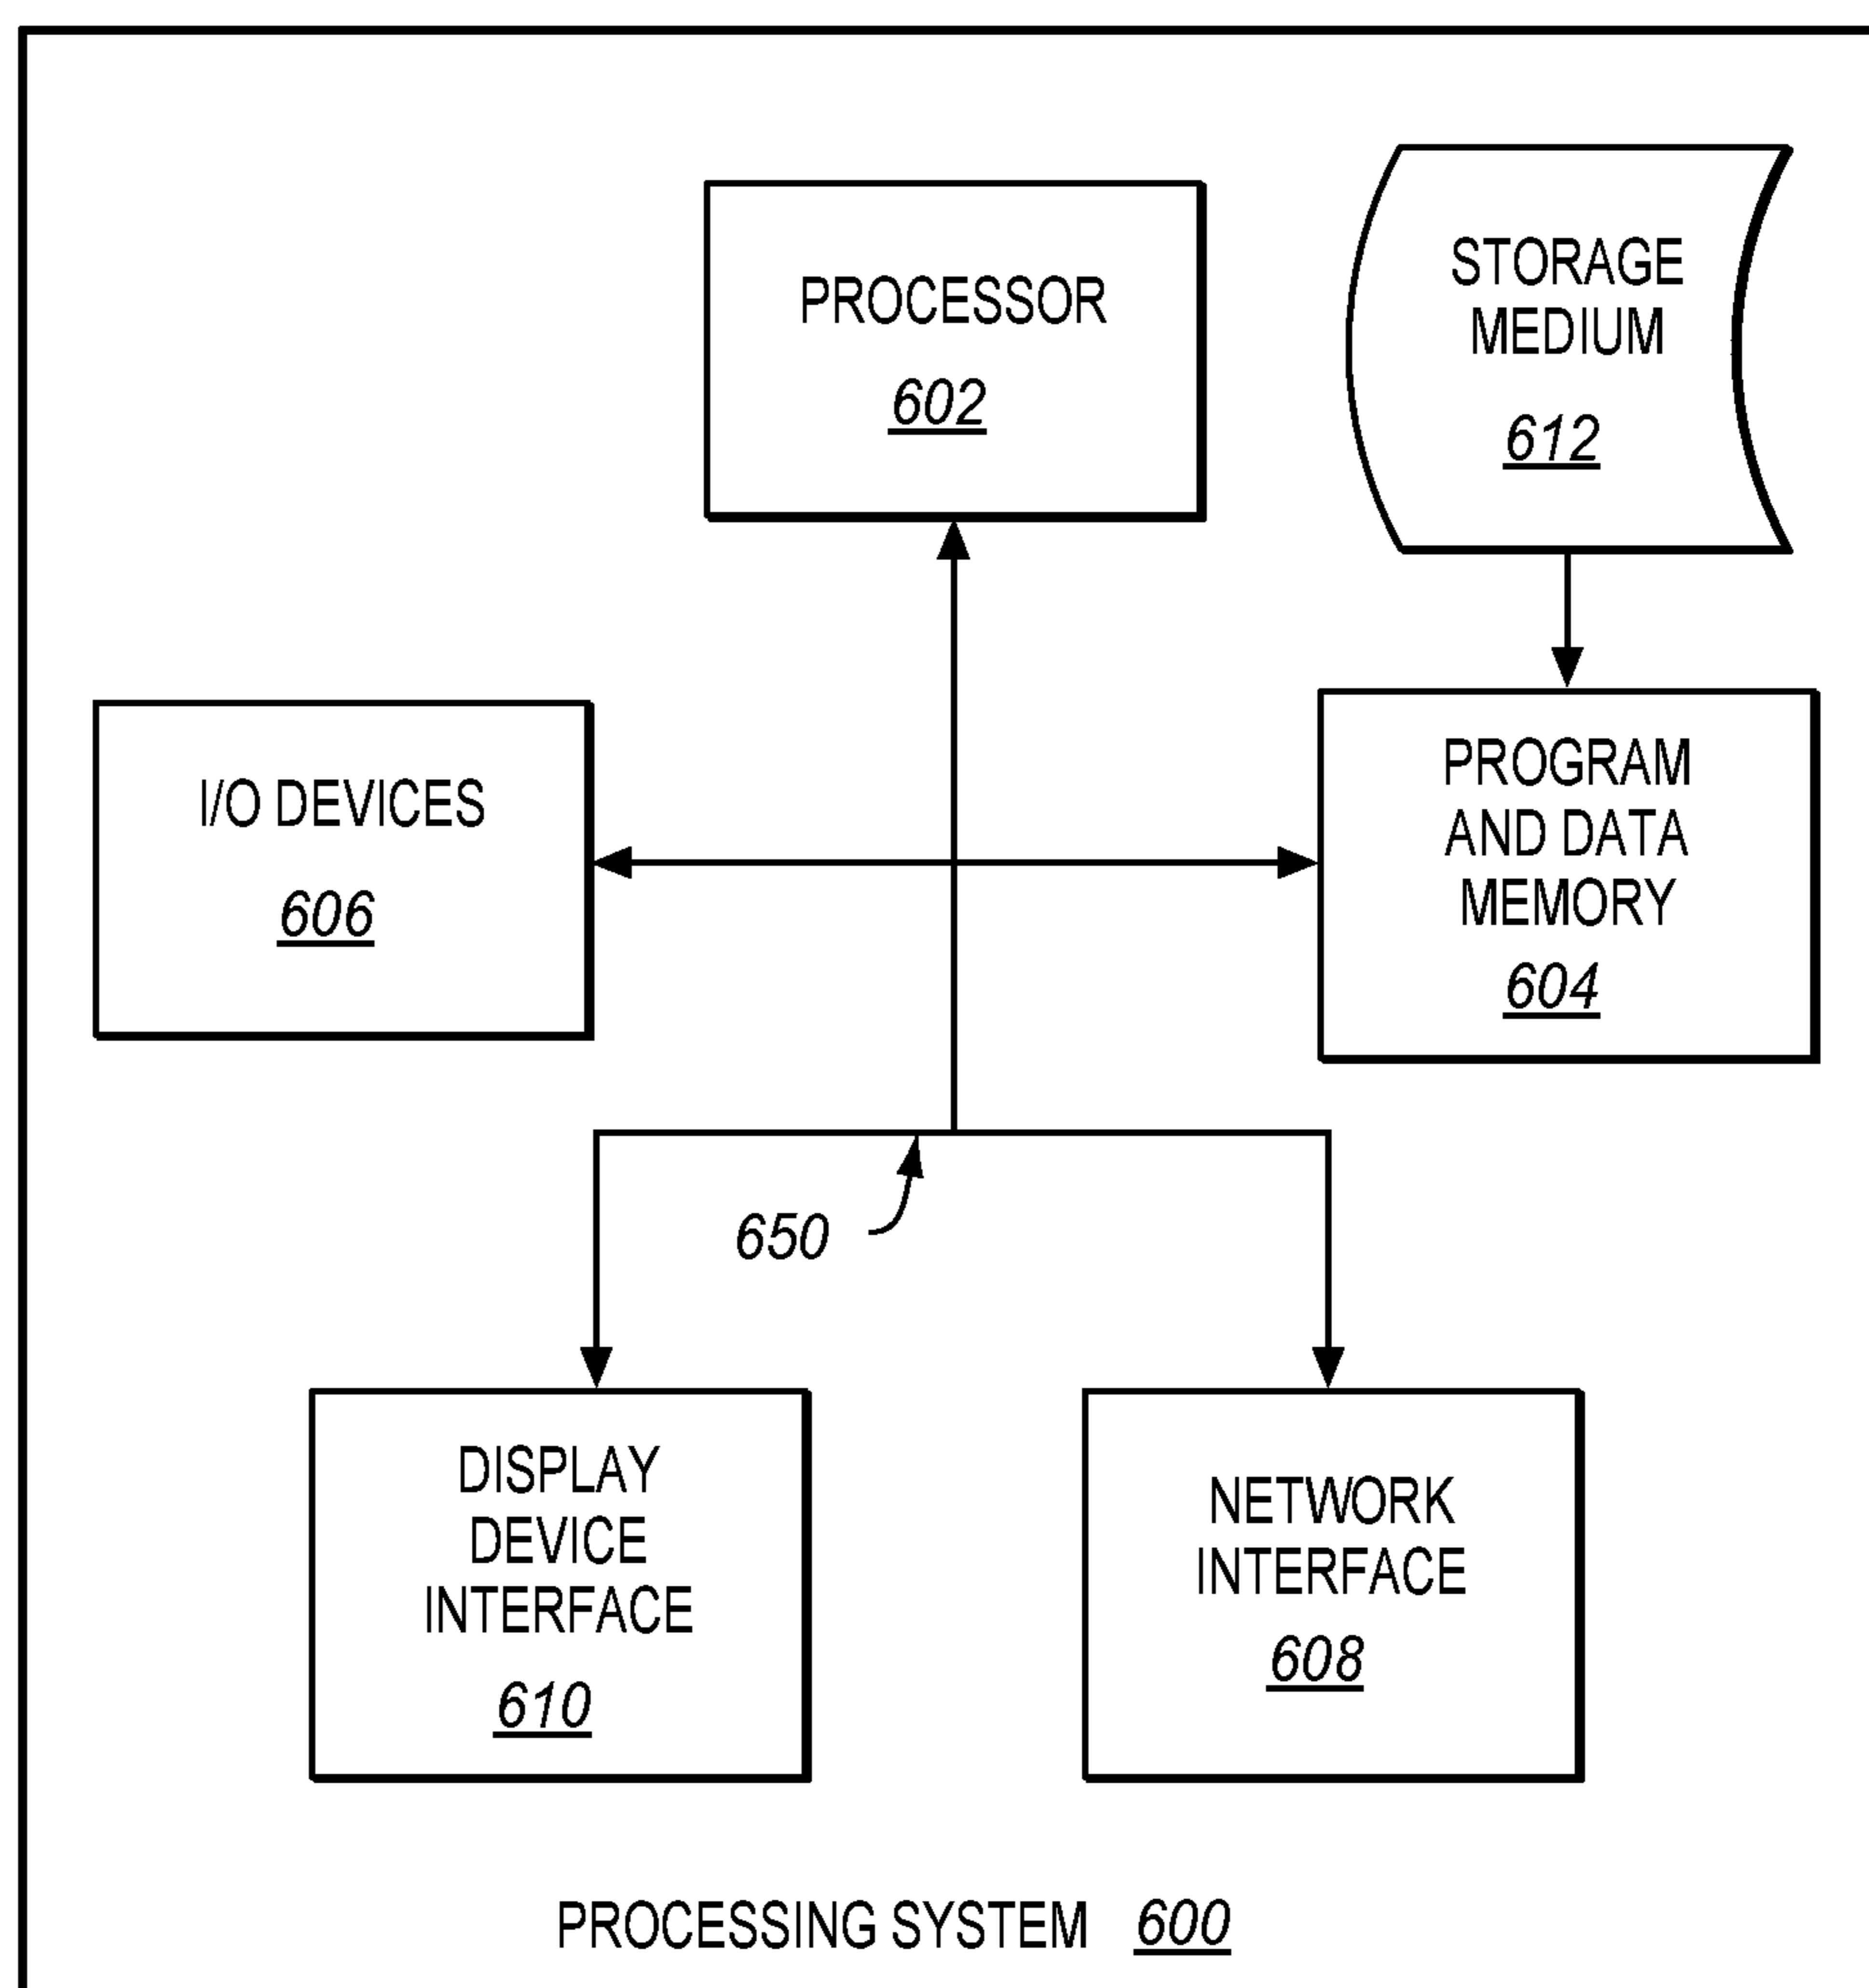 PROCESSOR
602
STORAGE
MEDIUM
612
I/O DEVICES
606
PROGRAM
AND DATA
MEMORY
604
650
DISPLAY
DEVICE
INTERFACE
610
NETWORK
INTERFACE
608
PROCESSING SYSTEM 600